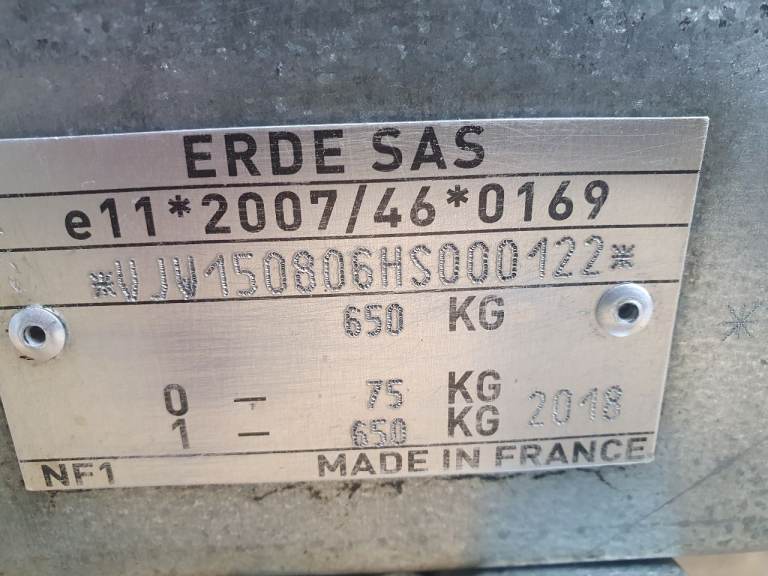 ERDE SAS
e11*2007/46*0169
*VJV150806HS000122*
650 KG
0 – 75 KG
1 – 650 KG 2018
NF1 MADE IN FRANCE